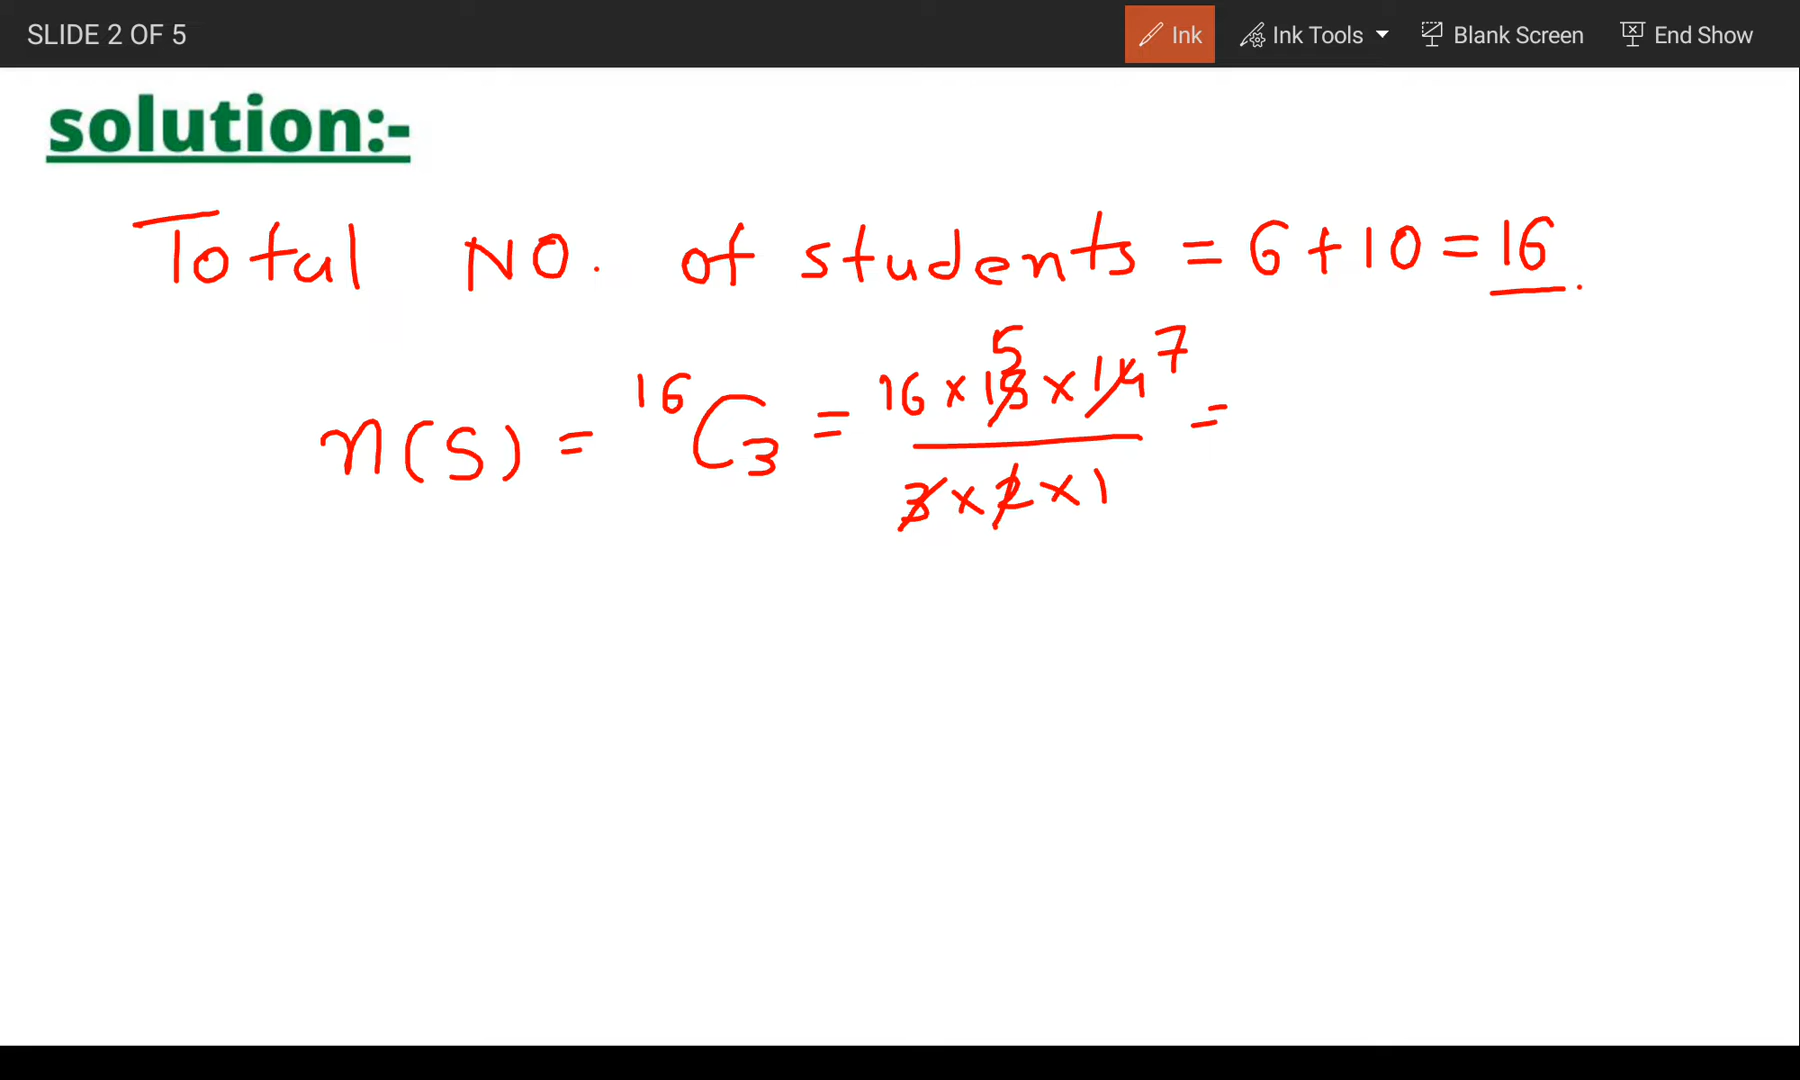 SLIDE 2 OF 5 Ink Ink Tools Blank Screen End Show
solution:-
Total NO. of students = 6 + 10 = 16.
n(S) = ¹⁶C₃ = 16 × 15 5 × 14 7 / 3 × 2 × 1 =